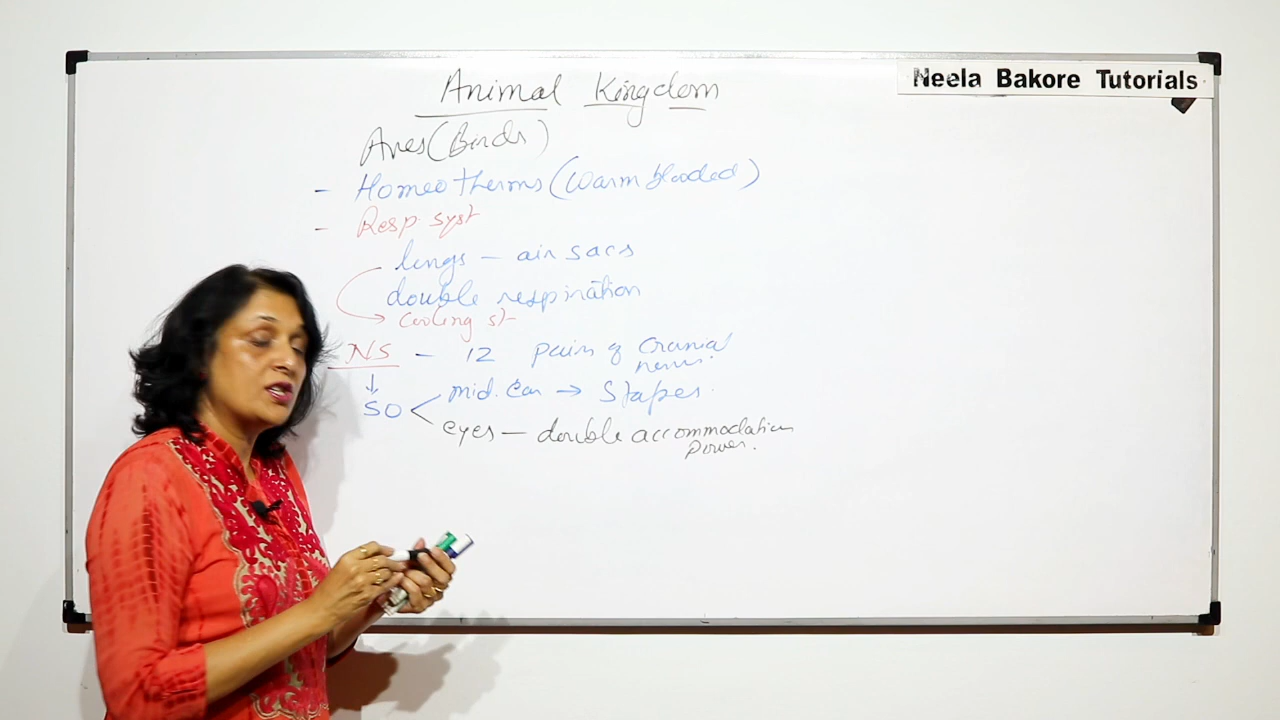 Neela Bakore Tutorials
Animal Kingdom
Aves (Birds)
- Homeotherms (Warm blooded)
- Resp. syst
lungs - air sacs
double respiration
cooling st
NS - 12 pairs of cranial
nerves.
SO
mid. ear → Stapes.
eyes - double accommodation
power.